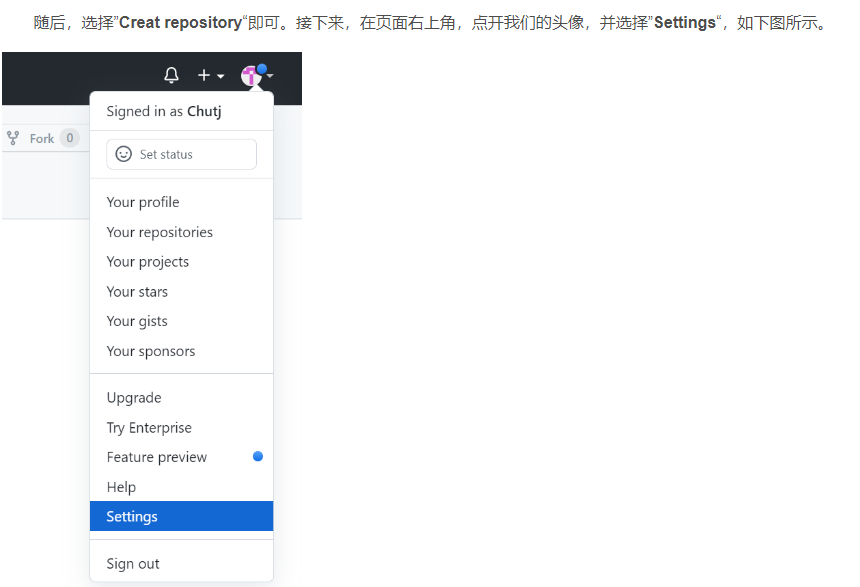 随后，选择”Creat repository“即可。接下来，在页面右上角，点开我们的头像，并选择”Settings“，如下图所示。
Signed in as Chutj
Fork 0
Set status
Your profile
Your repositories
Your projects
Your stars
Your gists
Your sponsors
Upgrade
Try Enterprise
Feature preview
Help
Settings
Sign out